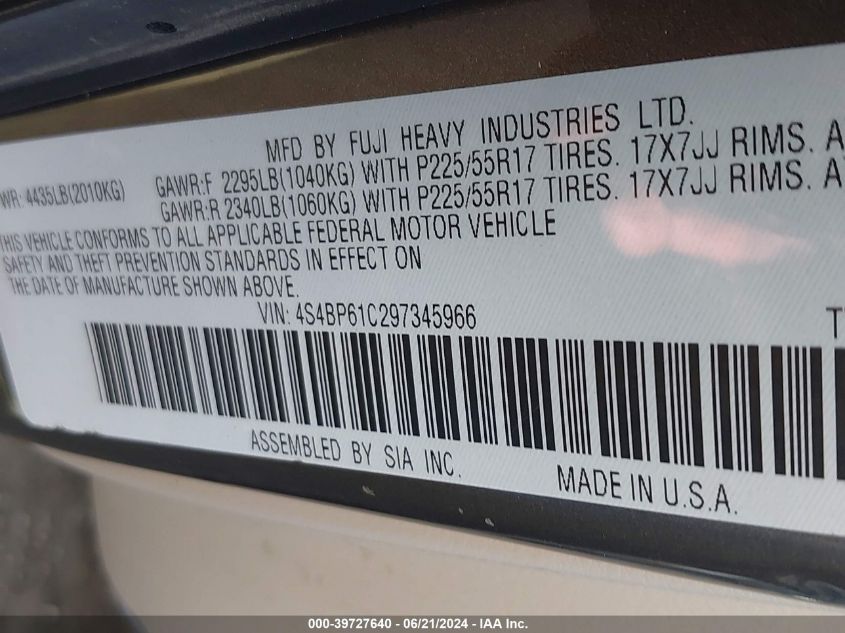 MFD BY FUJI HEAVY INDUSTRIES LTD.
WR: 4435LB(2010KG) GAWR:F 2295LB(1040KG) WITH P225/55R17 TIRES. 17X7JJ RIMS. A
GAWR:R 2340LB(1060KG) WITH P225/55R17 TIRES. 17X7JJ RIMS. A
THIS VEHICLE CONFORMS TO ALL APPLICABLE FEDERAL MOTOR VEHICLE
SAFETY AND THEFT PREVENTION STANDARDS IN EFFECT ON
THE DATE OF MANUFACTURE SHOWN ABOVE.
VIN: 4S4BP61C297345966
T
ASSEMBLED BY SIA INC.
MADE IN U.S.A.
000-39727640 - 06/21/2024 - IAA Inc.